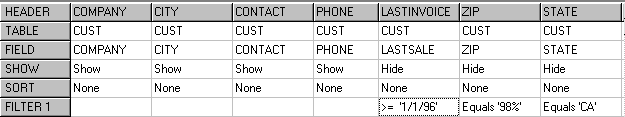 HEADER COMPANY CITY CONTACT PHONE LASTINVOICE ZIP STATE
TABLE CUST CUST CUST CUST CUST CUST CUST
FIELD COMPANY CITY CONTACT PHONE LASTSALE ZIP STATE
SHOW Show Show Show Show Hide Hide Hide
SORT None None None None None None None
FILTER 1 >= '1/1/96' Equals '98%' Equals 'CA'